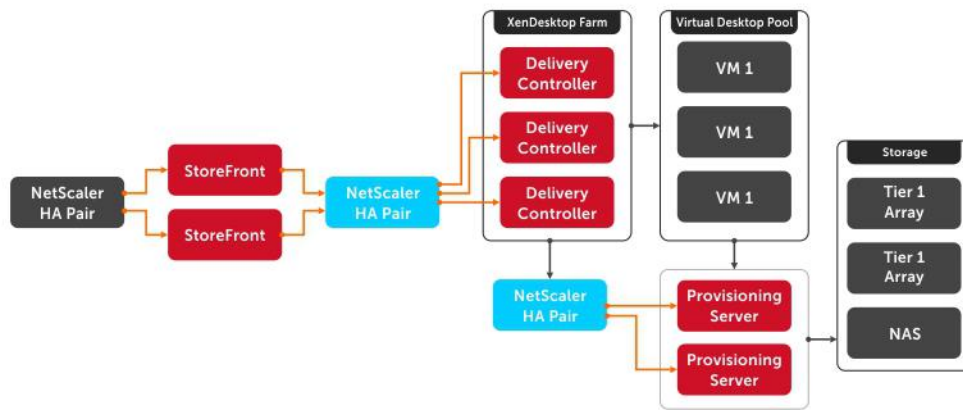 XenDesktop Farm
Virtual Desktop Pool
Delivery
Controller
VM 1
Delivery
Controller
VM 1
Storage
StoreFront
NetScaler
HA Pair
NetScaler
HA Pair
Delivery
Controller
VM 1
Tier 1
Array
StoreFront
Tier 1
Array
NetScaler
HA Pair
Provisioning
Server
NAS
Provisioning
Server